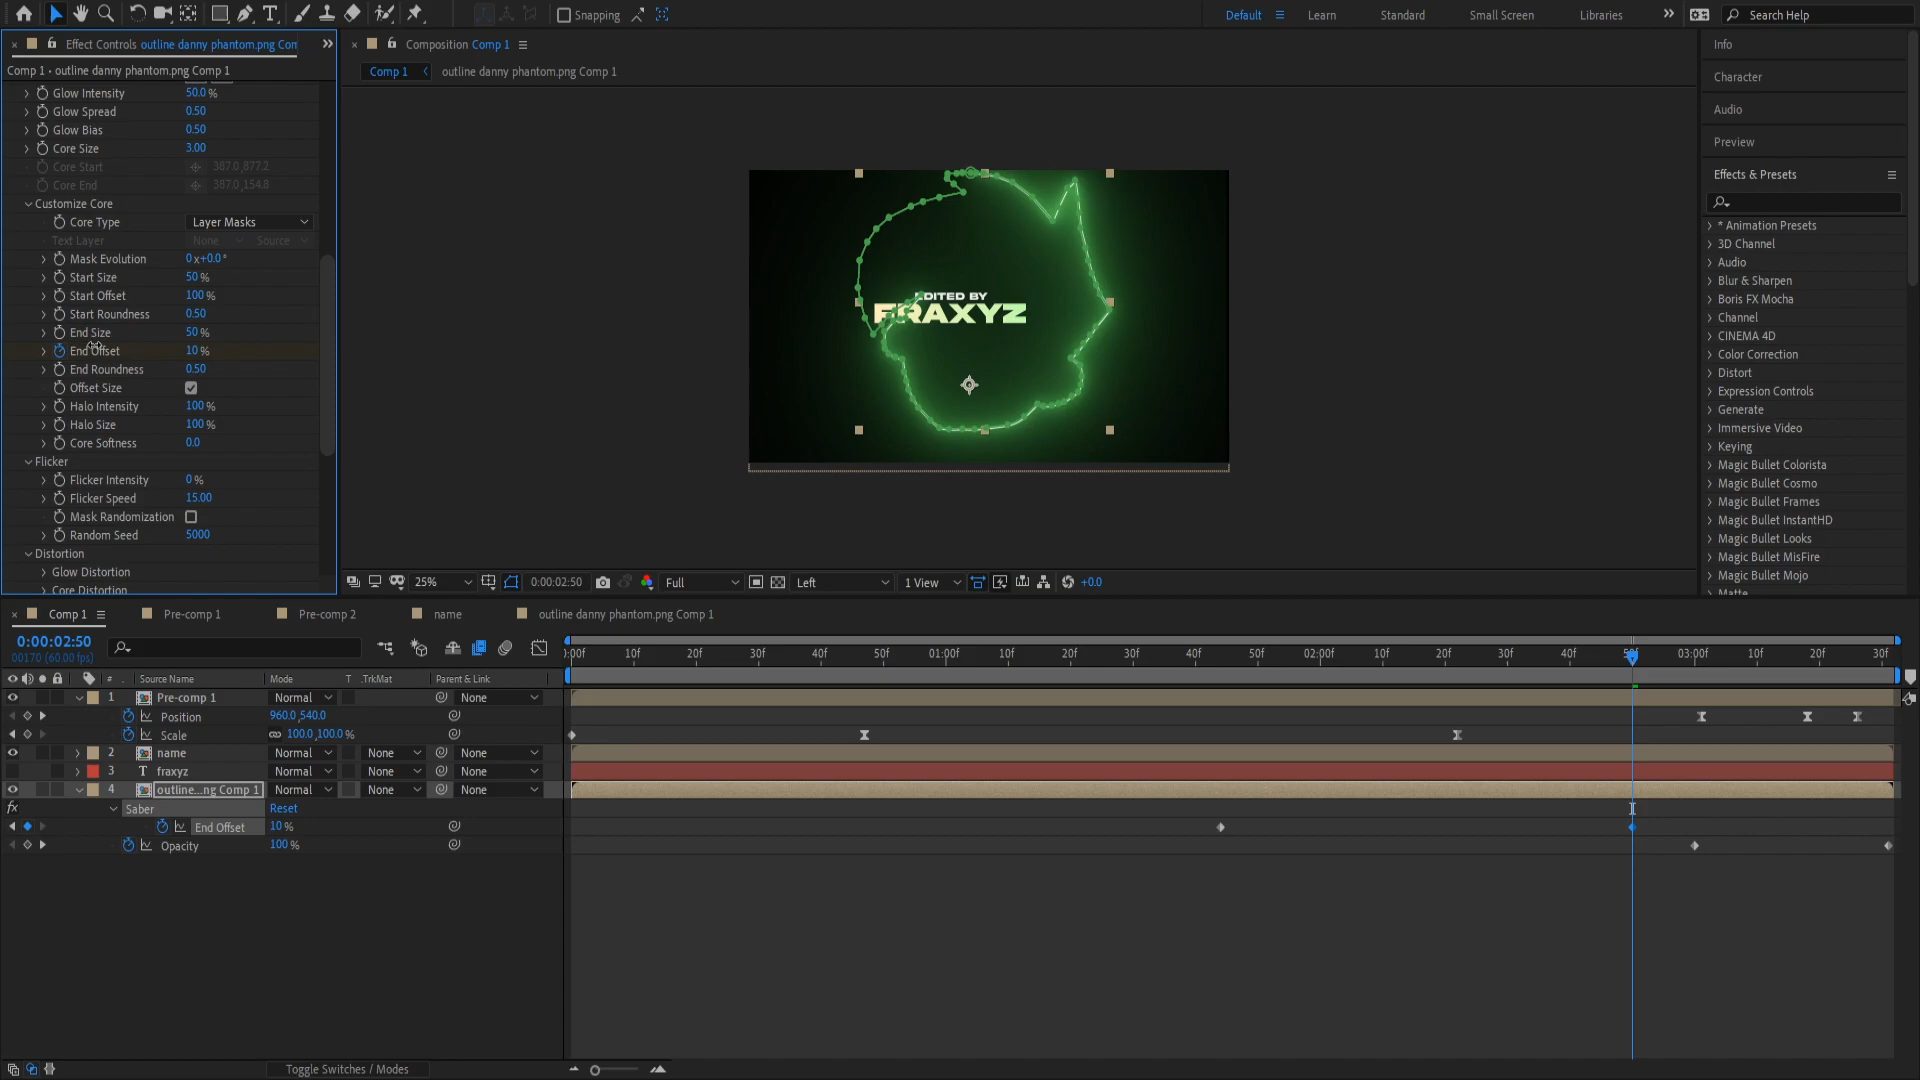 Snapping
Default
Learn
Standard
Small Screen
Libraries
Search Help
Effect Controls outline danny phantom.png Con
Composition Comp 1
Info
Comp 1 • outline danny phantom.png Comp 1
Comp 1
outline danny phantom.png Comp 1
Character
Audio
Preview
Effects & Presets
Glow Intensity 50.0 %
Glow Spread 0.50
Glow Bias 0.50
Core Size 3.00
Core Start 387.0,877.2
Core End 387.0,154.8
Customize Core
Core Type Layer Masks
Text Layer None Source
Mask Evolution 0x+0.0°
Start Size 50 %
Start Offset 100 %
Start Roundness 0.50
End Size 50 %
End Offset 10 %
End Roundness 0.50
Offset Size
Halo Intensity 100 %
Halo Size 100 %
Core Softness 0.0
Flicker
Flicker Intensity 0 %
Flicker Speed 15.00
Mask Randomization
Random Seed 5000
Distortion
Glow Distortion
Core Distortion
EDITED BY
FRAXYZ
25%
0:00:02:50
Full
Left
1 View
+0.0
* Animation Presets
3D Channel
Audio
Blur & Sharpen
Boris FX Mocha
Channel
CINEMA 4D
Color Correction
Distort
Expression Controls
Generate
Immersive Video
Keying
Magic Bullet Colorista
Magic Bullet Cosmo
Magic Bullet Frames
Magic Bullet InstantHD
Magic Bullet Looks
Magic Bullet MisFire
Magic Bullet Mojo
Matte
Comp 1
Pre-comp 1
Pre-comp 2
name
outline danny phantom.png Comp 1
0:00:02:50
00170 (60.00 fps)
:00f 10f 20f 30f 40f 50f 01:00f 10f 20f 30f 40f 50f 02:00f 10f 20f 30f 40f 03:00f 10f 20f 30f
# Source Name Mode T .TrkMat Parent & Link
1 Pre-comp 1 Normal None
Position 960.0,540.0
Scale 100.0,100.0 %
2 name Normal None None
3 T fraxyz Normal None None
4 outline...ng Comp 1 Normal None None
fx Saber Reset
End Offset 10 %
Opacity 100 %
Toggle Switches / Modes